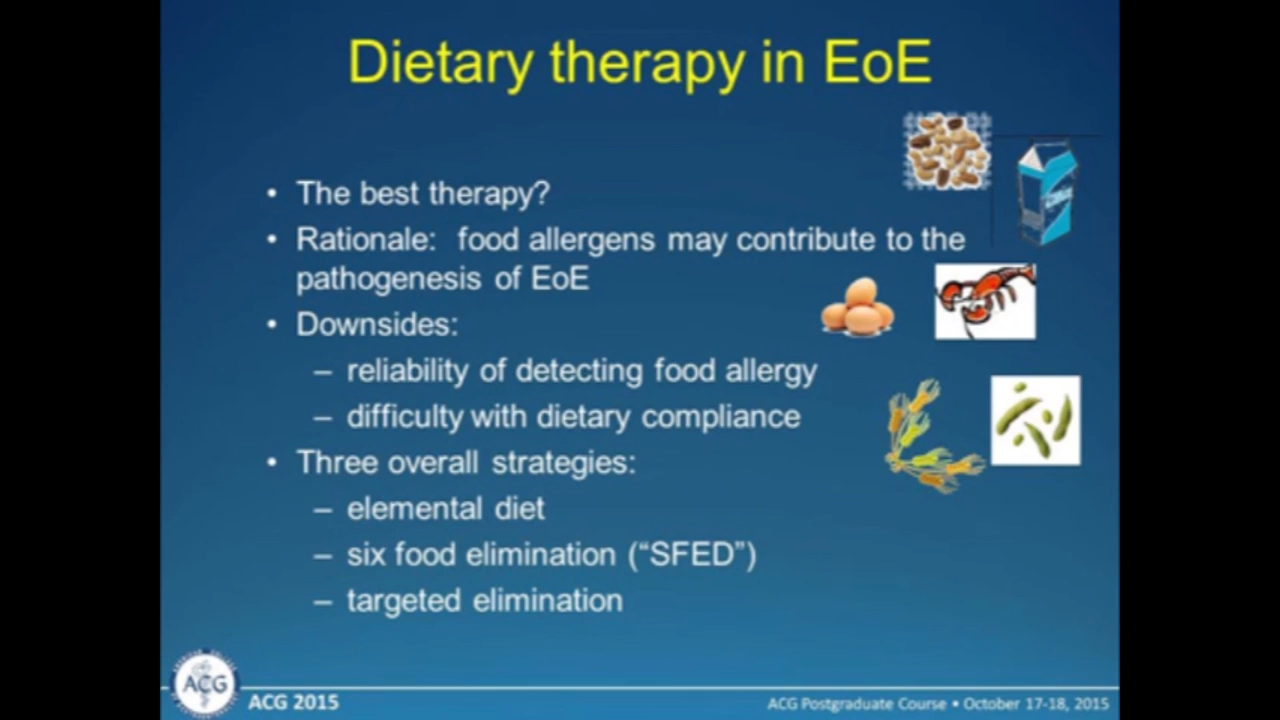 Dietary therapy in EoE
• The best therapy?
• Rationale: food allergens may contribute to the
pathogenesis of EoE
• Downsides:
– reliability of detecting food allergy
– difficulty with dietary compliance
• Three overall strategies:
– elemental diet
– six food elimination (“SFED”)
– targeted elimination
ACG
ACG 2015
ACG Postgraduate Course • October 17-18, 2015